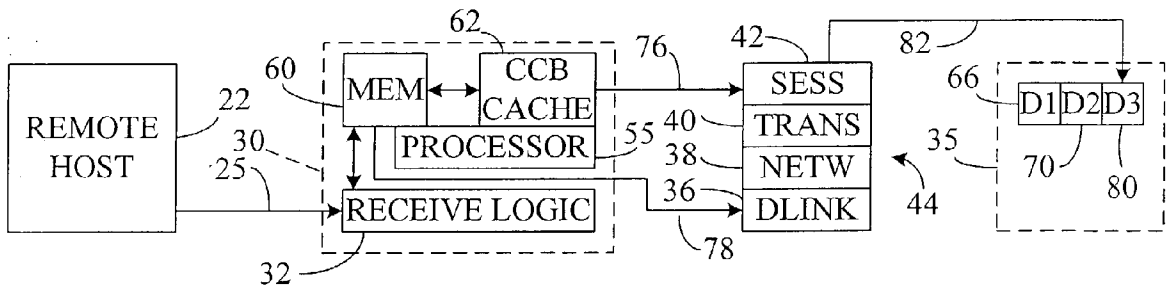 62
76
42
82
60
MEM
CCB
CACHE
SESS
66
D1 D2 D3
22
REMOTE
HOST
40
TRANS
30
PROCESSOR
55
38
NETW
35
70
80
25
RECEIVE LOGIC
36
DLINK
44
32
78